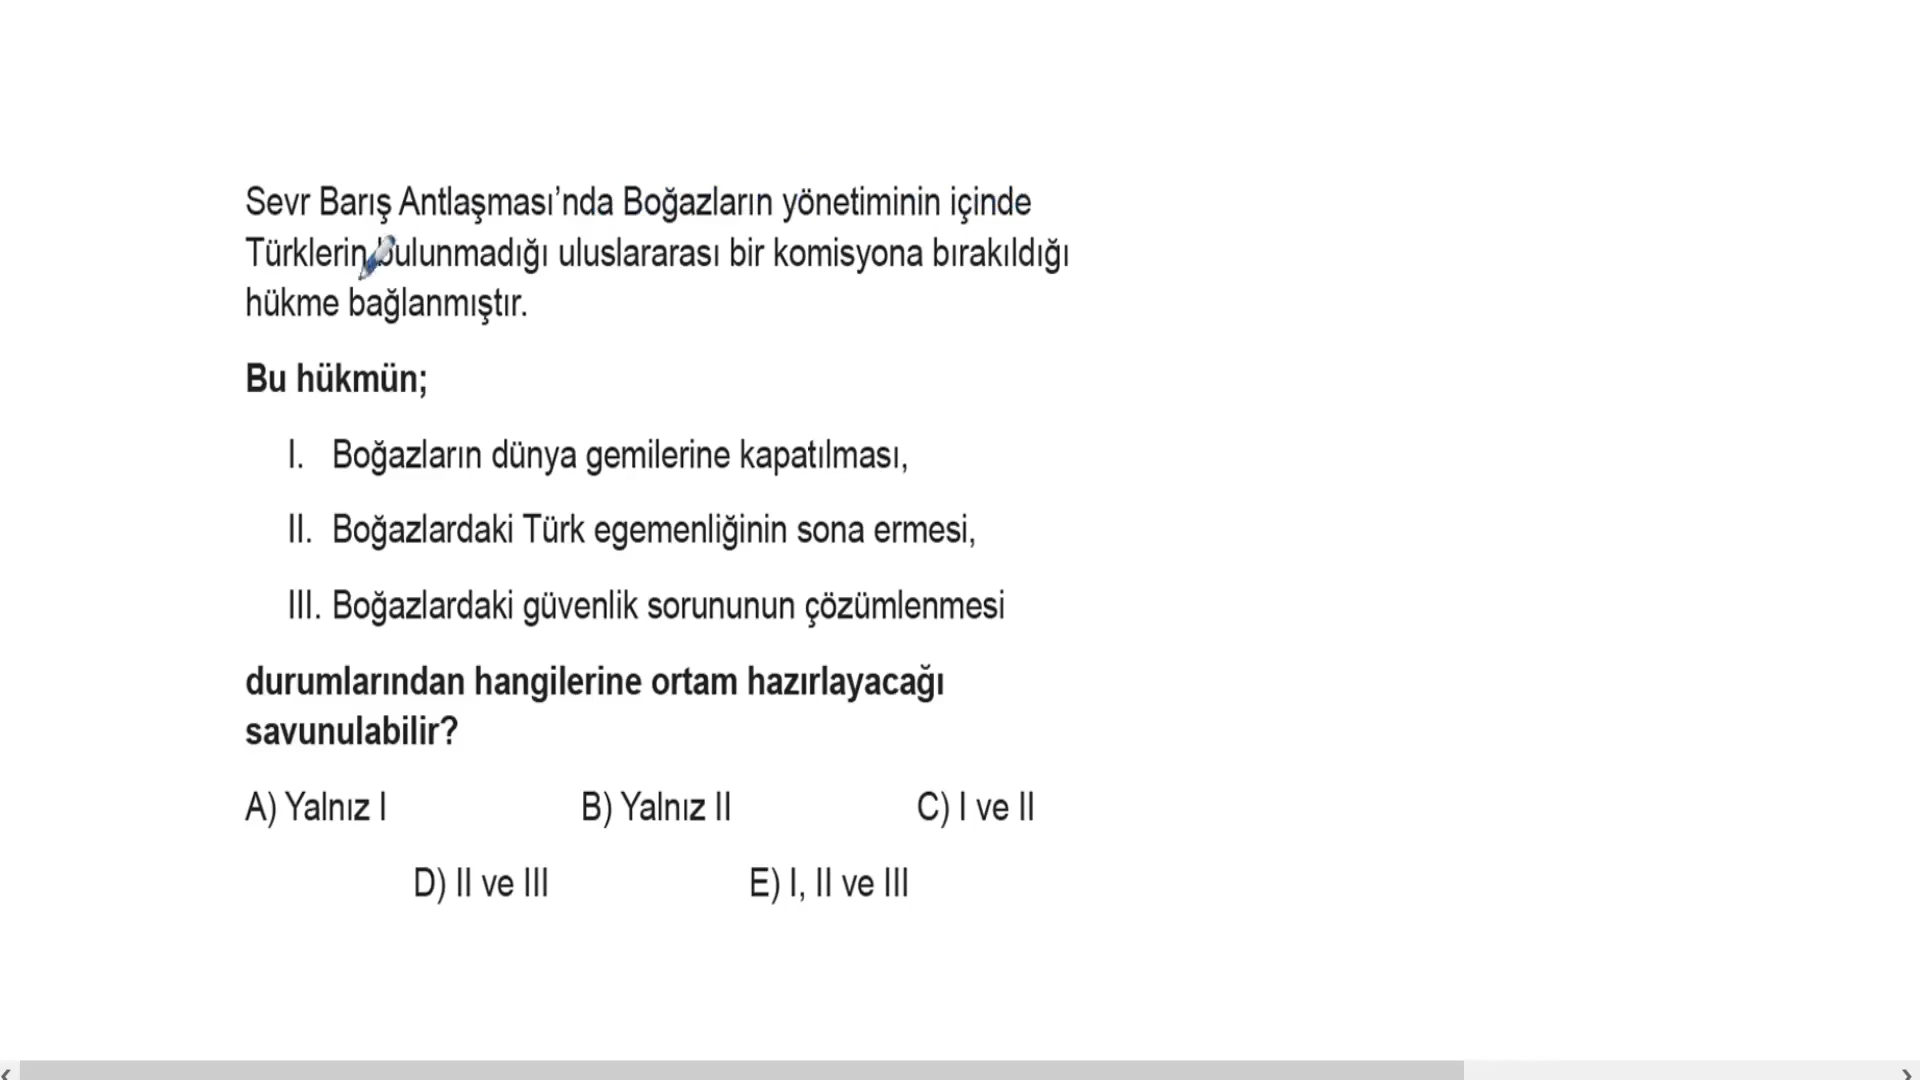 Sevr Barış Antlaşması’nda Boğazların yönetiminin içinde
Türklerin bulunmadığı uluslararası bir komisyona bırakıldığı
hükme bağlanmıştır.
Bu hükmün;
I. Boğazların dünya gemilerine kapatılması,
II. Boğazlardaki Türk egemenliğinin sona ermesi,
III. Boğazlardaki güvenlik sorununun çözümlenmesi
durumlarından hangilerine ortam hazırlayacağı
savunulabilir?
A) Yalnız I B) Yalnız II C) I ve II
D) II ve III E) I, II ve III